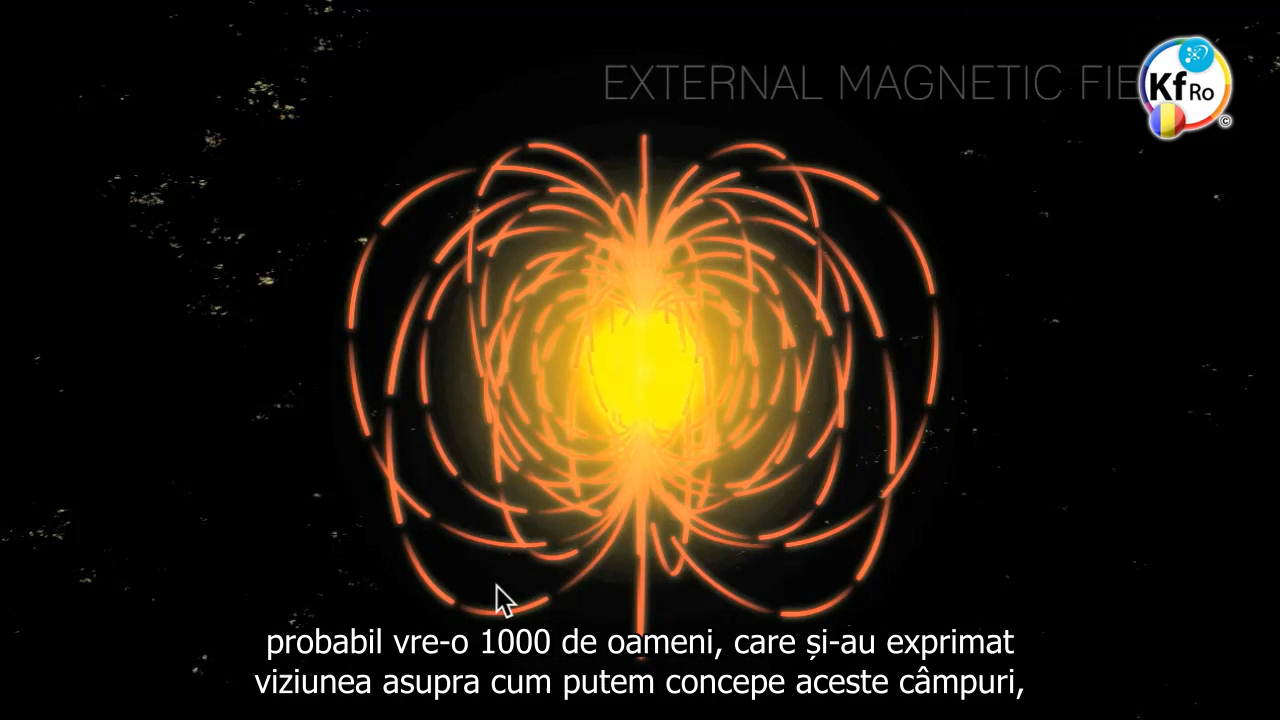 EXTERNAL MAGNETIC FIE
Kf Ro
©
probabil vre-o 1000 de oameni, care și-au exprimat
viziunea asupra cum putem concepe aceste câmpuri,